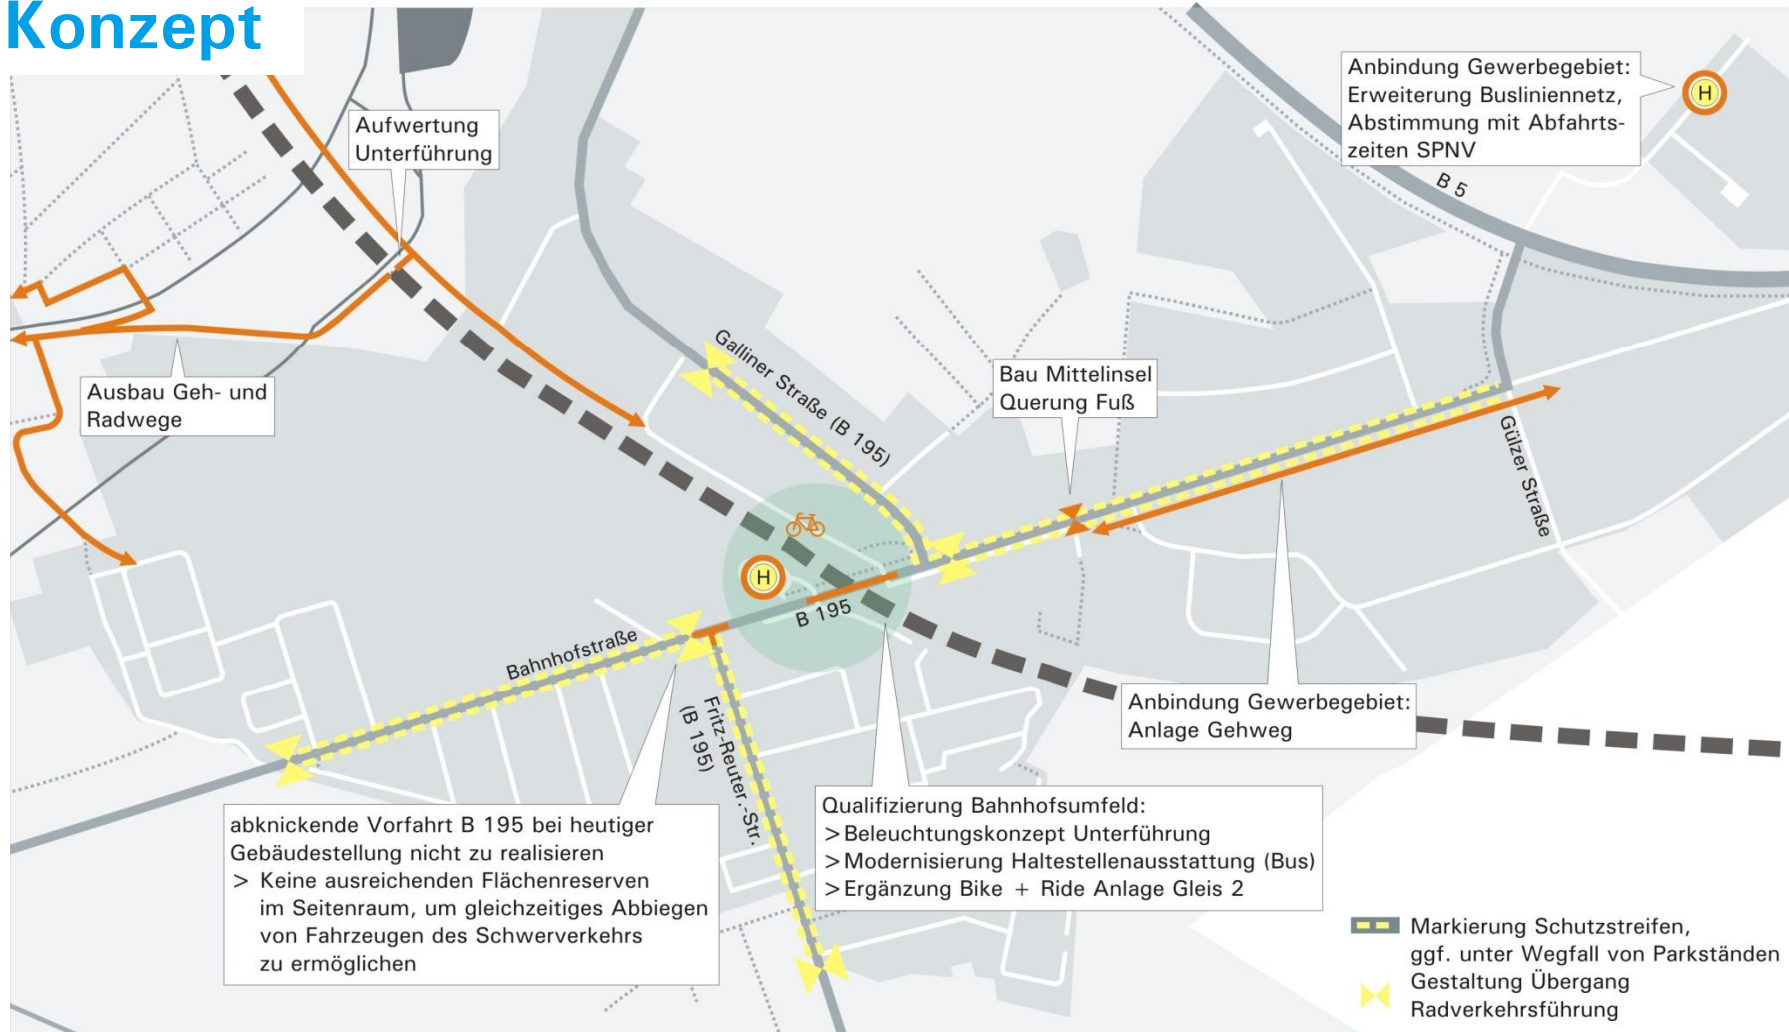 Konzept
Aufwertung
Unterführung
Anbindung Gewerbegebiet:
Erweiterung Busliniennetz,
Abstimmung mit Abfahrts-
zeiten SPNV
H
B 5
Ausbau Geh- und
Radwege
Galliner Straße (B 195)
Bau Mittelinsel
Querung Fuß
Gülzer Straße
H
B 195
Bahnhofstraße
Fritz-Reuter.-Str.
(B 195)
Anbindung Gewerbegebiet:
Anlage Gehweg
abknickende Vorfahrt B 195 bei heutiger
Gebäudestellung nicht zu realisieren
> Keine ausreichenden Flächenreserven
im Seitenraum, um gleichzeitiges Abbiegen
von Fahrzeugen des Schwerverkehrs
zu ermöglichen
Qualifizierung Bahnhofsumfeld:
>Beleuchtungskonzept Unterführung
>Modernisierung Haltestellenausstattung (Bus)
>Ergänzung Bike + Ride Anlage Gleis 2
Markierung Schutzstreifen,
ggf. unter Wegfall von Parkständen
Gestaltung Übergang
Radverkehrsführung